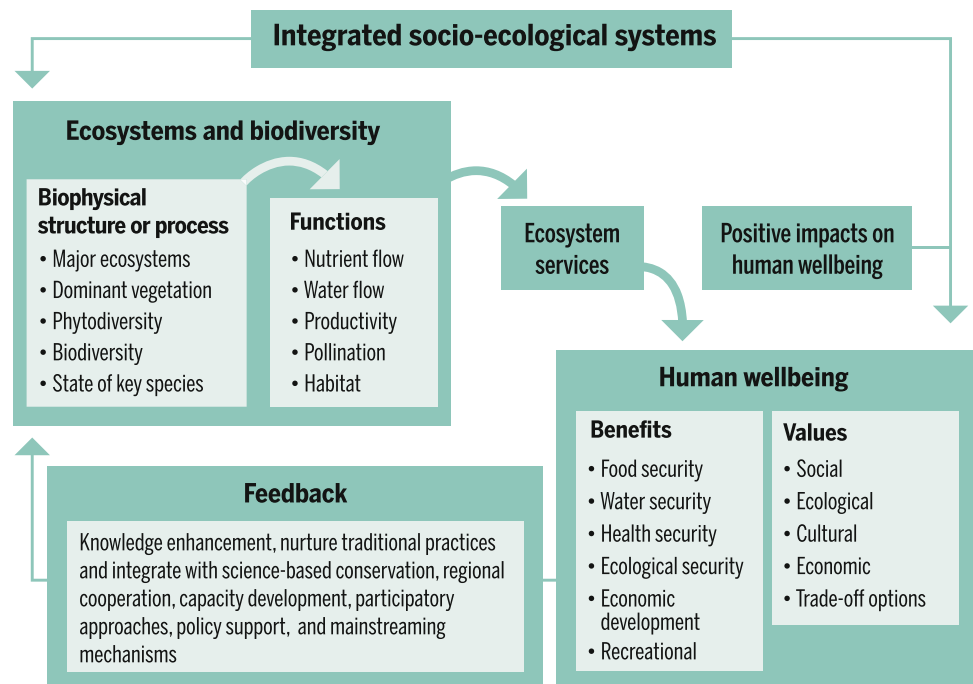 Integrated socio-ecological systems
Ecosystems and biodiversity
Biophysical
structure or process
• Major ecosystems
• Dominant vegetation
• Phytodiversity
• Biodiversity
• State of key species
Functions
• Nutrient flow
• Water flow
• Productivity
• Pollination
• Habitat
Ecosystem
services
Positive impacts on
human wellbeing
Human wellbeing
Benefits
• Food security
• Water security
• Health security
• Ecological security
• Economic
development
• Recreational
Values
• Social
• Ecological
• Cultural
• Economic
• Trade-off options
Feedback
Knowledge enhancement, nurture traditional practices
and integrate with science-based conservation, regional
cooperation, capacity development, participatory
approaches, policy support, and mainstreaming
mechanisms